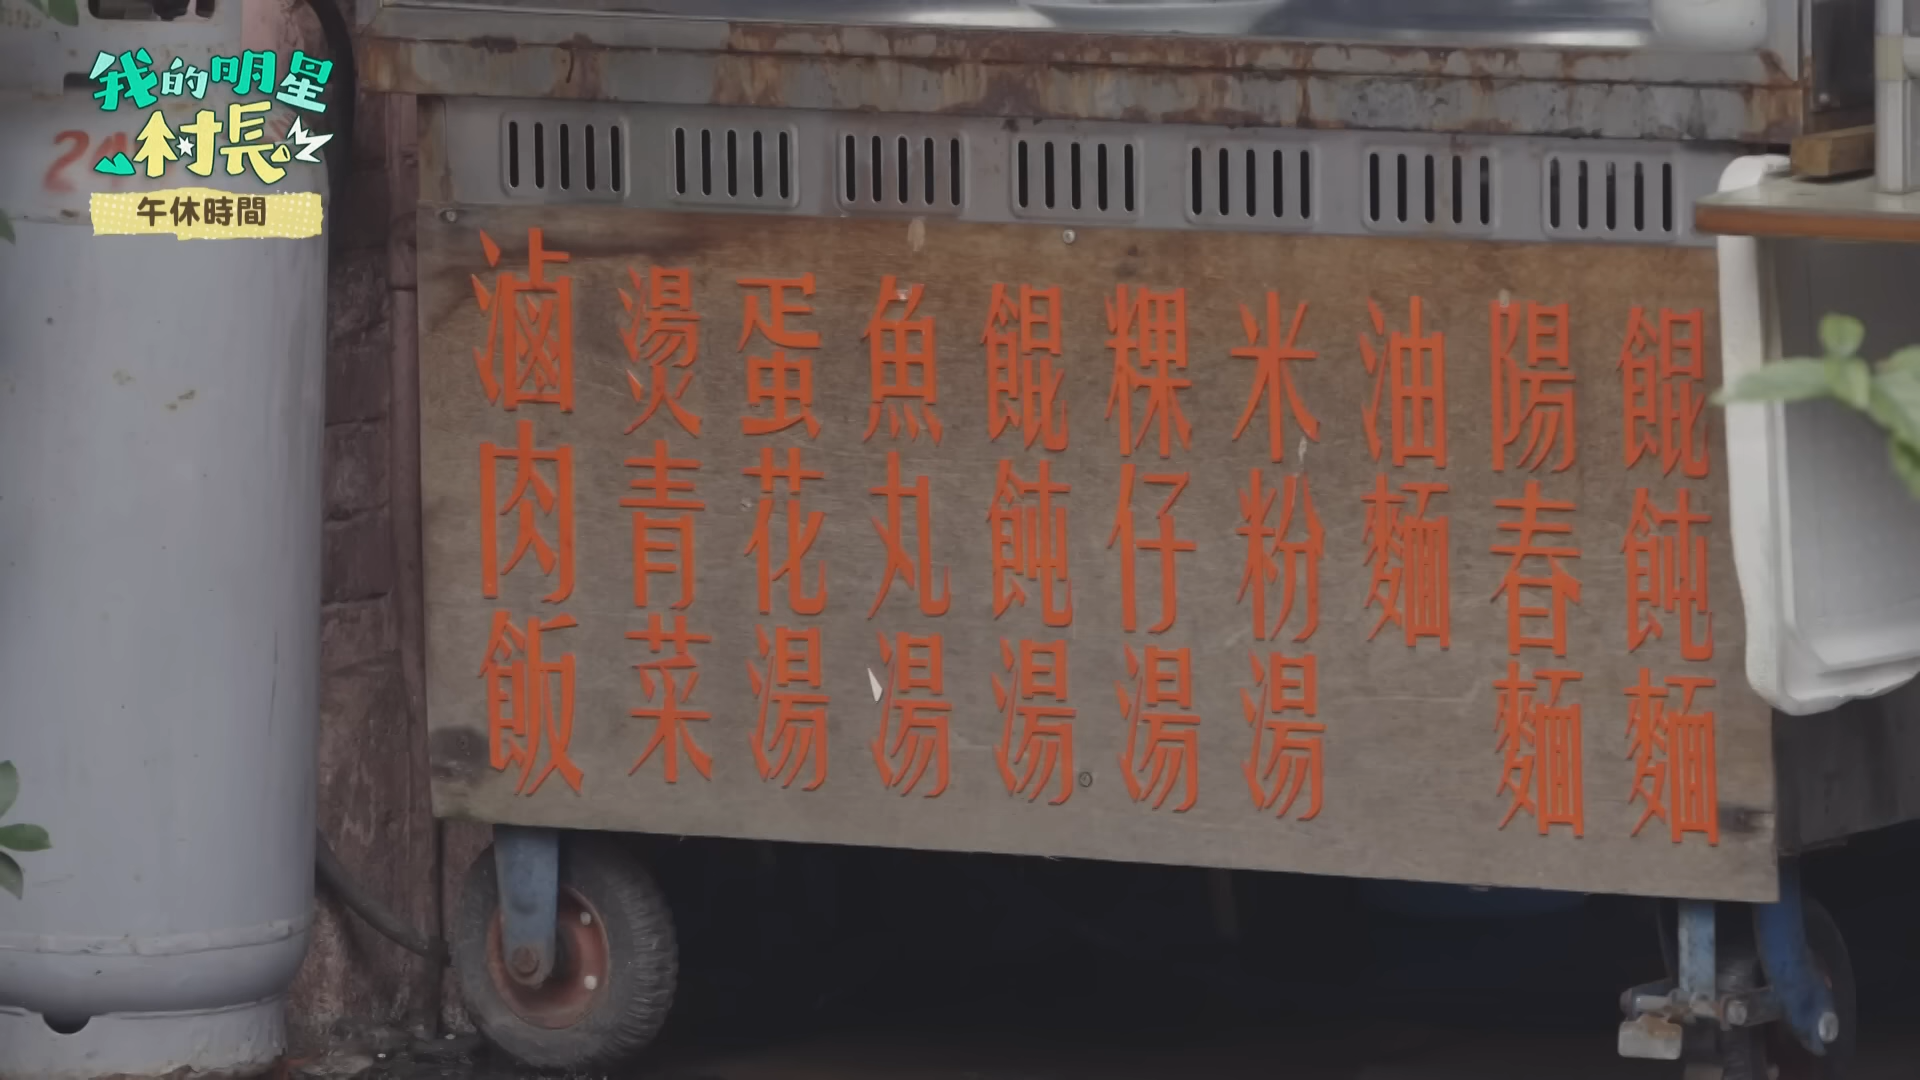 我的明星
村長
午休時間
24
餛飩麵
陽春麵
油麵
米粉湯
粿仔湯
餛飩湯
魚丸湯
蛋花湯
燙青菜
滷肉飯